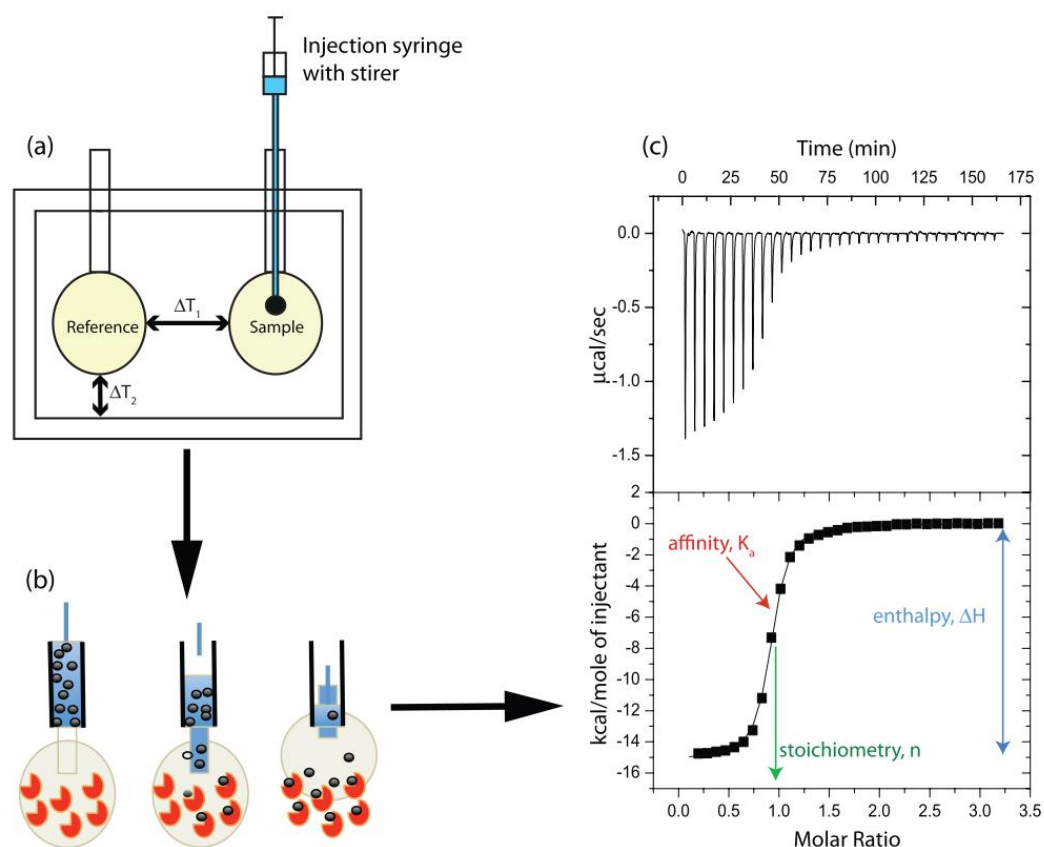 Injection syringe
with stirer
(a)
ΔT1
Reference
Sample
ΔT2
(b)
(c)
Time (min)
0 25 50 75 100 125 150 175
0.0
-0.5
-1.0
-1.5
µcal/sec
2
0
-2
-4
-6
-8
-10
-12
-14
-16
kcal/mole of injectant
affinity, Ka
enthalpy, ΔH
stoichiometry, n
0.0 0.5 1.0 1.5 2.0 2.5 3.0 3.5
Molar Ratio